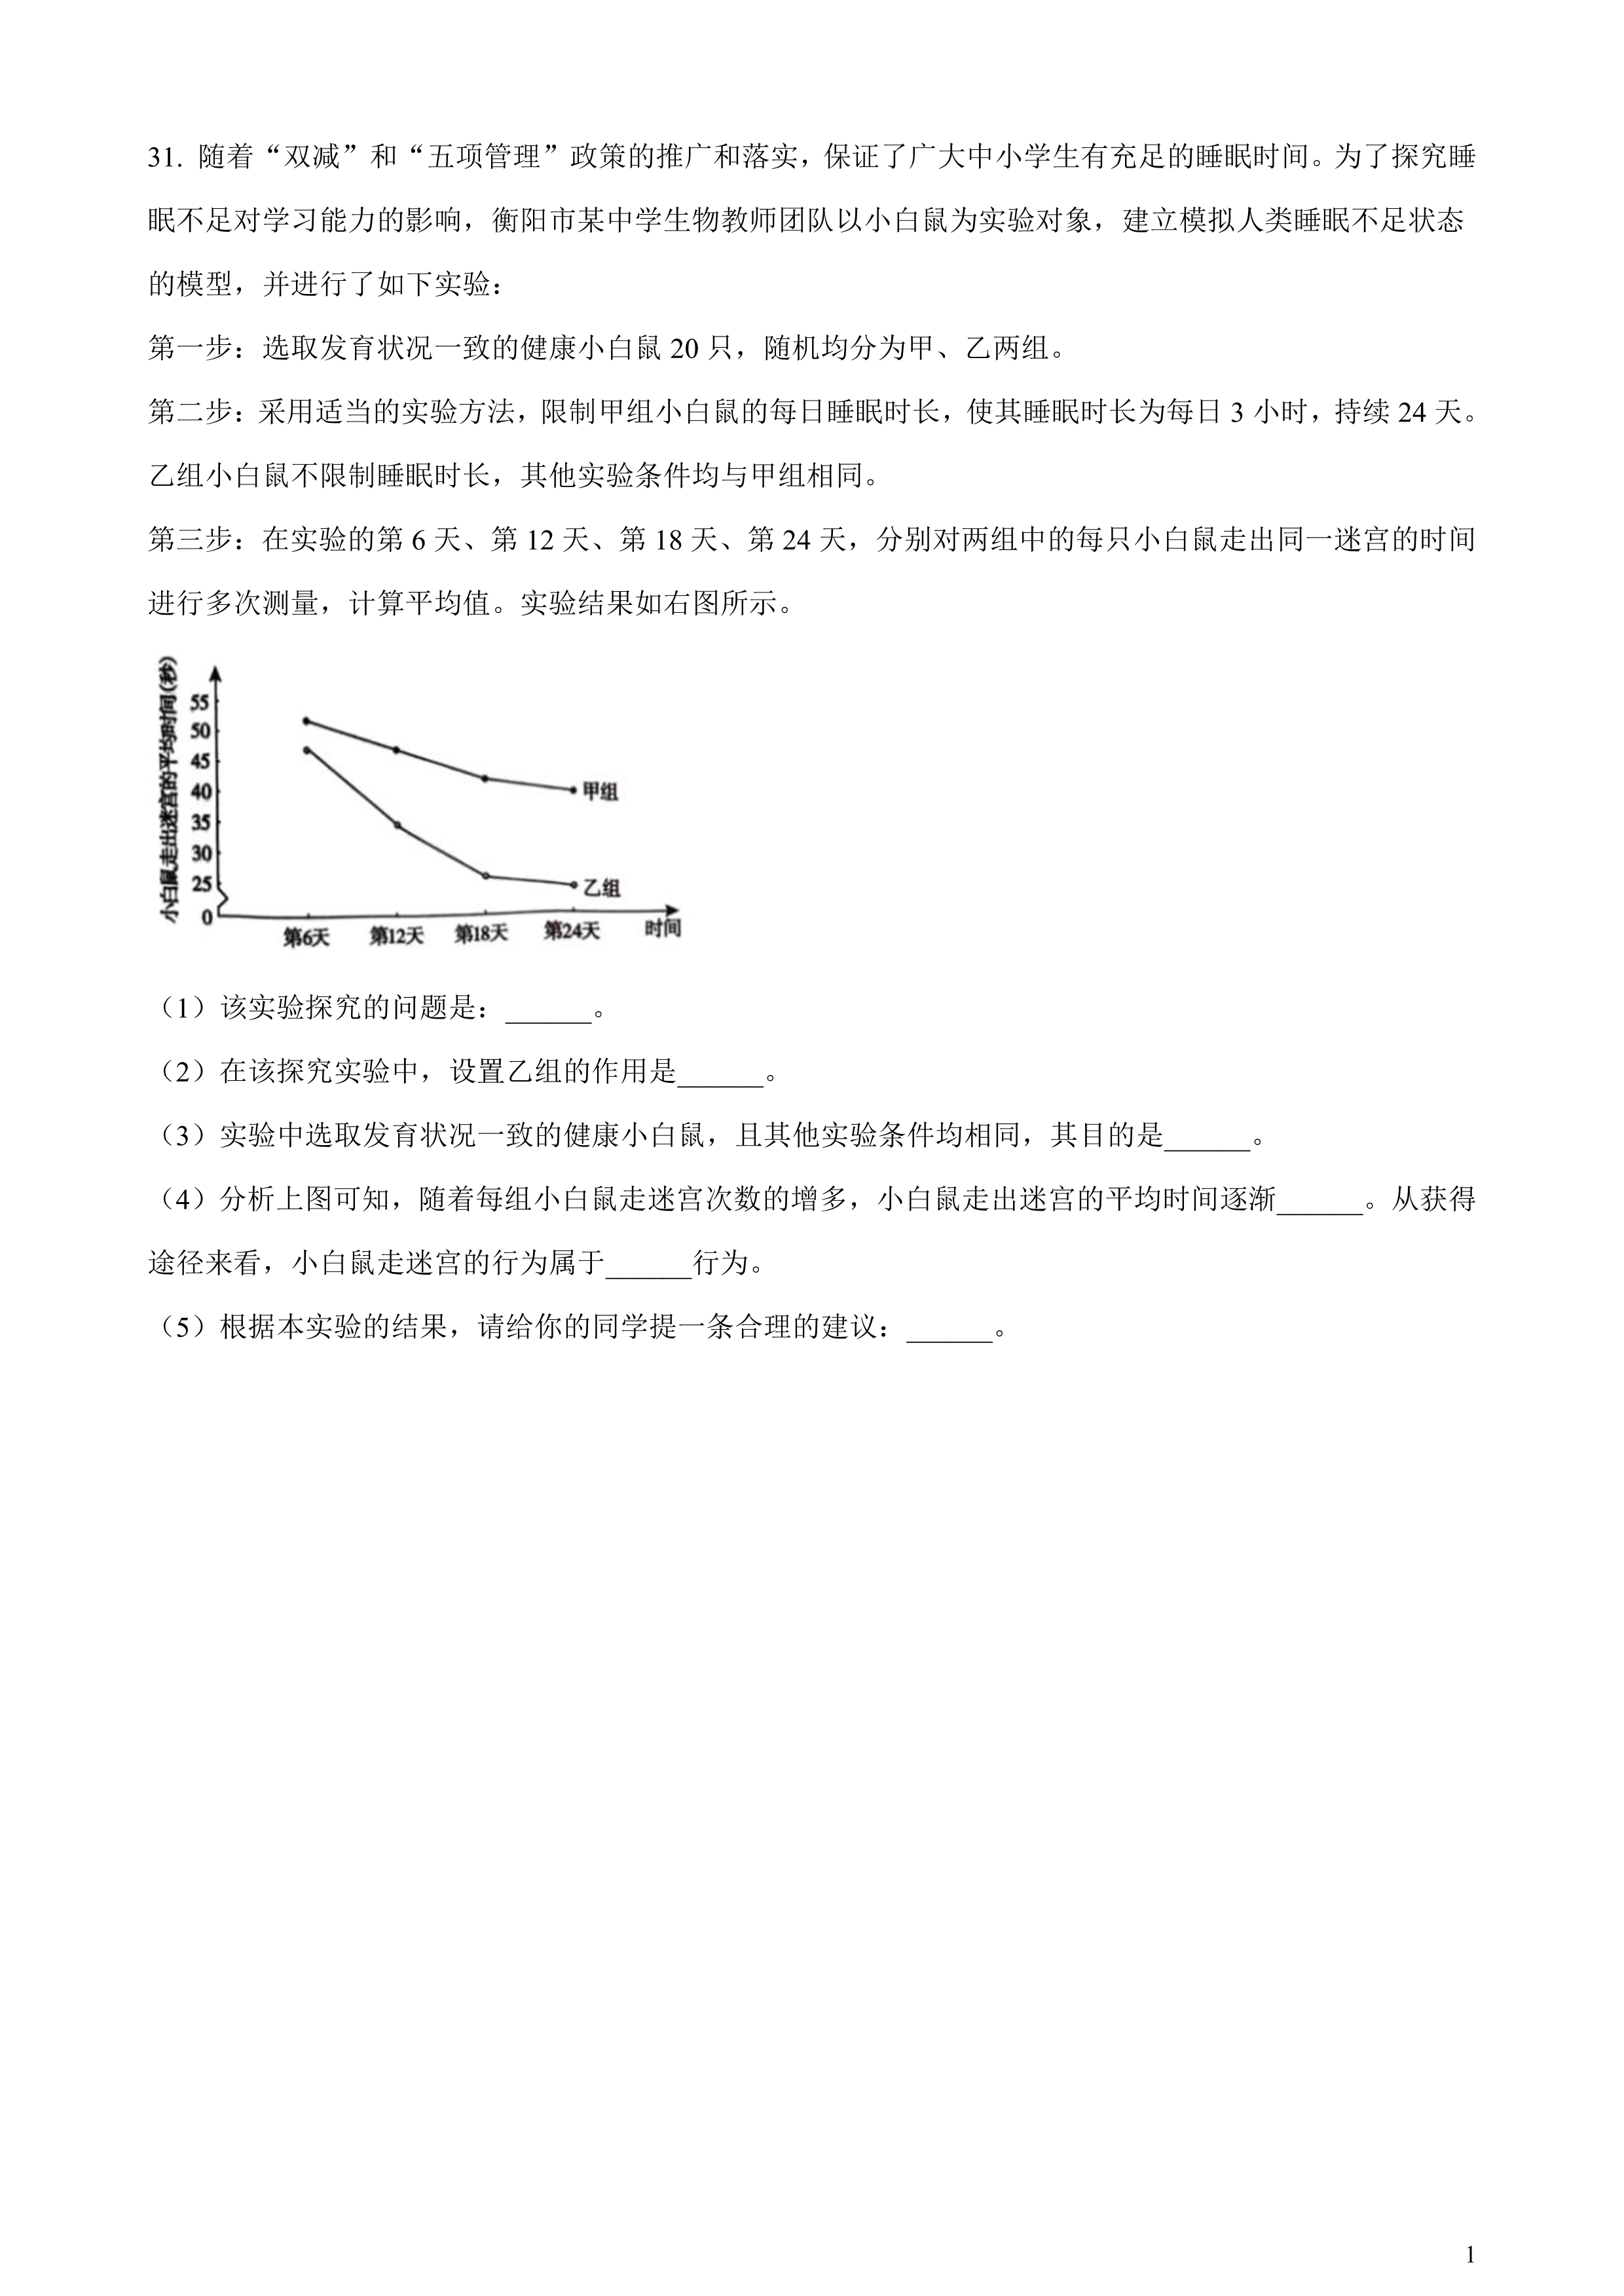 31. 随着“双减”和“五项管理”政策的推广和落实，保证了广大中小学生有充足的睡眠时间。为了探究睡
眠不足对学习能力的影响，衡阳市某中学生物教师团队以小白鼠为实验对象，建立模拟人类睡眠不足状态
的模型，并进行了如下实验：
第一步：选取发育状况一致的健康小白鼠 20 只，随机均分为甲、乙两组。
第二步：采用适当的实验方法，限制甲组小白鼠的每日睡眠时长，使其睡眠时长为每日 3 小时，持续 24 天。
乙组小白鼠不限制睡眠时长，其他实验条件均与甲组相同。
第三步：在实验的第 6 天、第 12 天、第 18 天、第 24 天，分别对两组中的每只小白鼠走出同一迷宫的时间
进行多次测量，计算平均值。实验结果如右图所示。
小白鼠走出迷宫的平均时间(秒)
55
50
45
40
35
30
25
0
甲组
乙组
第6天 第12天 第18天 第24天 时间
（1）该实验探究的问题是：______。
（2）在该探究实验中，设置乙组的作用是______。
（3）实验中选取发育状况一致的健康小白鼠，且其他实验条件均相同，其目的是______。
（4）分析上图可知，随着每组小白鼠走迷宫次数的增多，小白鼠走出迷宫的平均时间逐渐______。从获得
途径来看，小白鼠走迷宫的行为属于______行为。
（5）根据本实验的结果，请给你的同学提一条合理的建议：______。
1